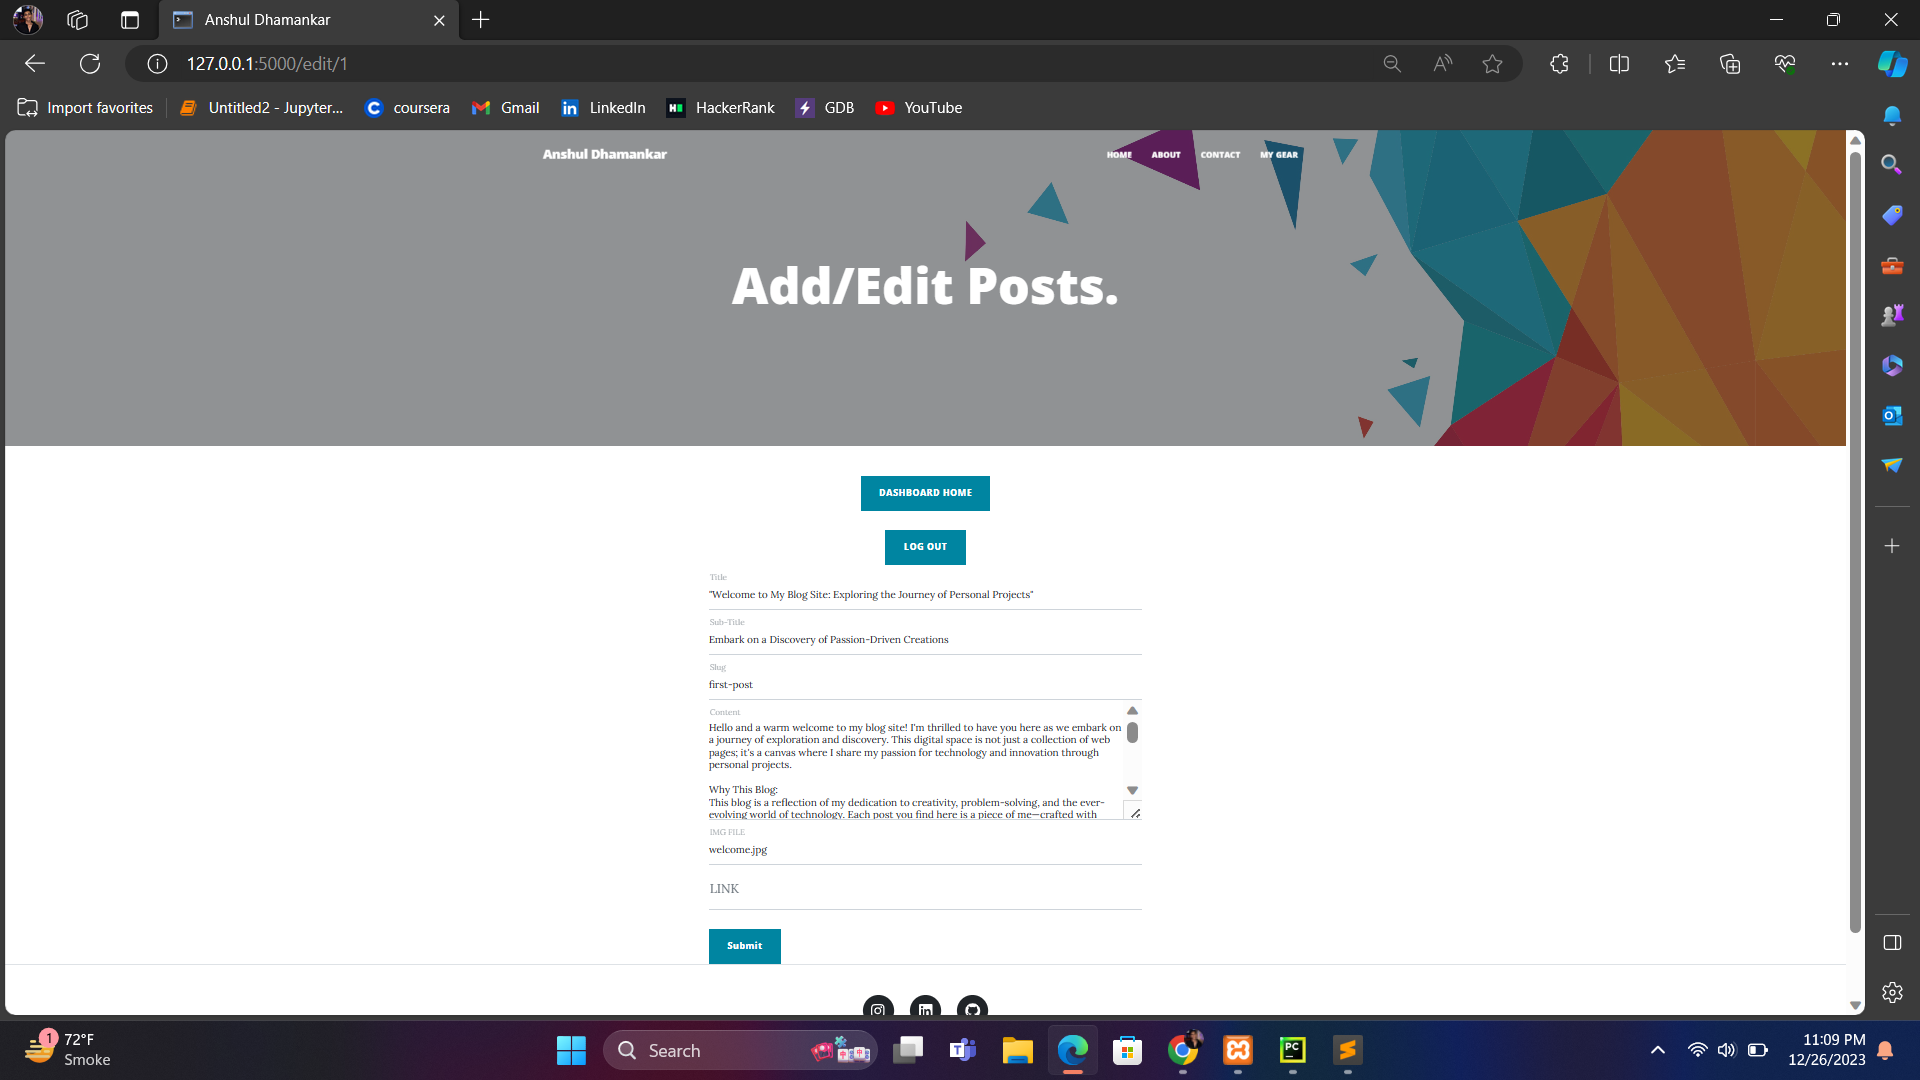 Anshul Dhamankar
127.0.0.1:5000/edit/1
Import favorites
Untitled2 - Jupyter...
coursera
Gmail
LinkedIn
HackerRank
GDB
YouTube
Anshul Dhamankar
HOME
ABOUT
CONTACT
MY GEAR
Add/Edit Posts.
DASHBOARD HOME
LOG OUT
Title
"Welcome to My Blog Site: Exploring the Journey of Personal Projects"
Sub-Title
Embark on a Discovery of Passion-Driven Creations
Slug
first-post
Content
Hello and a warm welcome to my blog site! I'm thrilled to have you here as we embark on
a journey of exploration and discovery. This digital space is not just a collection of web
pages; it's a canvas where I share my passion for technology and innovation through
personal projects.
Why This Blog:
This blog is a reflection of my dedication to creativity, problem-solving, and the ever-
evolving world of technology. Each post you find here is a piece of me—crafted with
IMG FILE
welcome.jpg
LINK
Submit
1
72°F
Smoke
Search
11:09 PM
12/26/2023